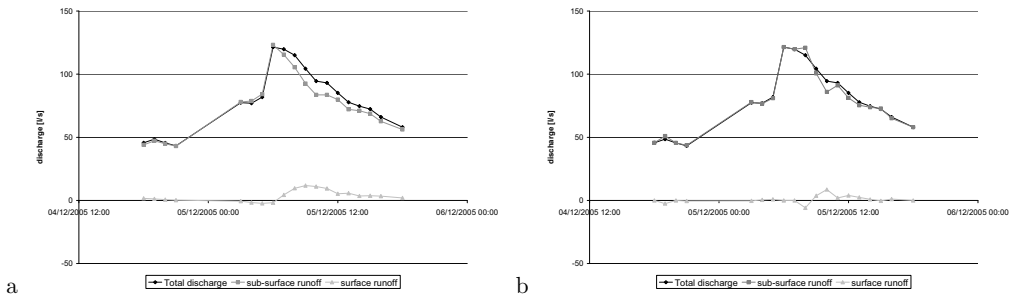 150
100
50
0
-50
discharge [l/s]
04/12/2005 12:00
05/12/2005 00:00
05/12/2005 12:00
06/12/2005 00:00
Total discharge
sub-surface runoff
surface runoff
a
150
100
50
0
-50
discharge [l/s]
04/12/2005 12:00
05/12/2005 00:00
05/12/2005 12:00
06/12/2005 00:00
Total discharge
sub-surface runoff
surface runoff
b